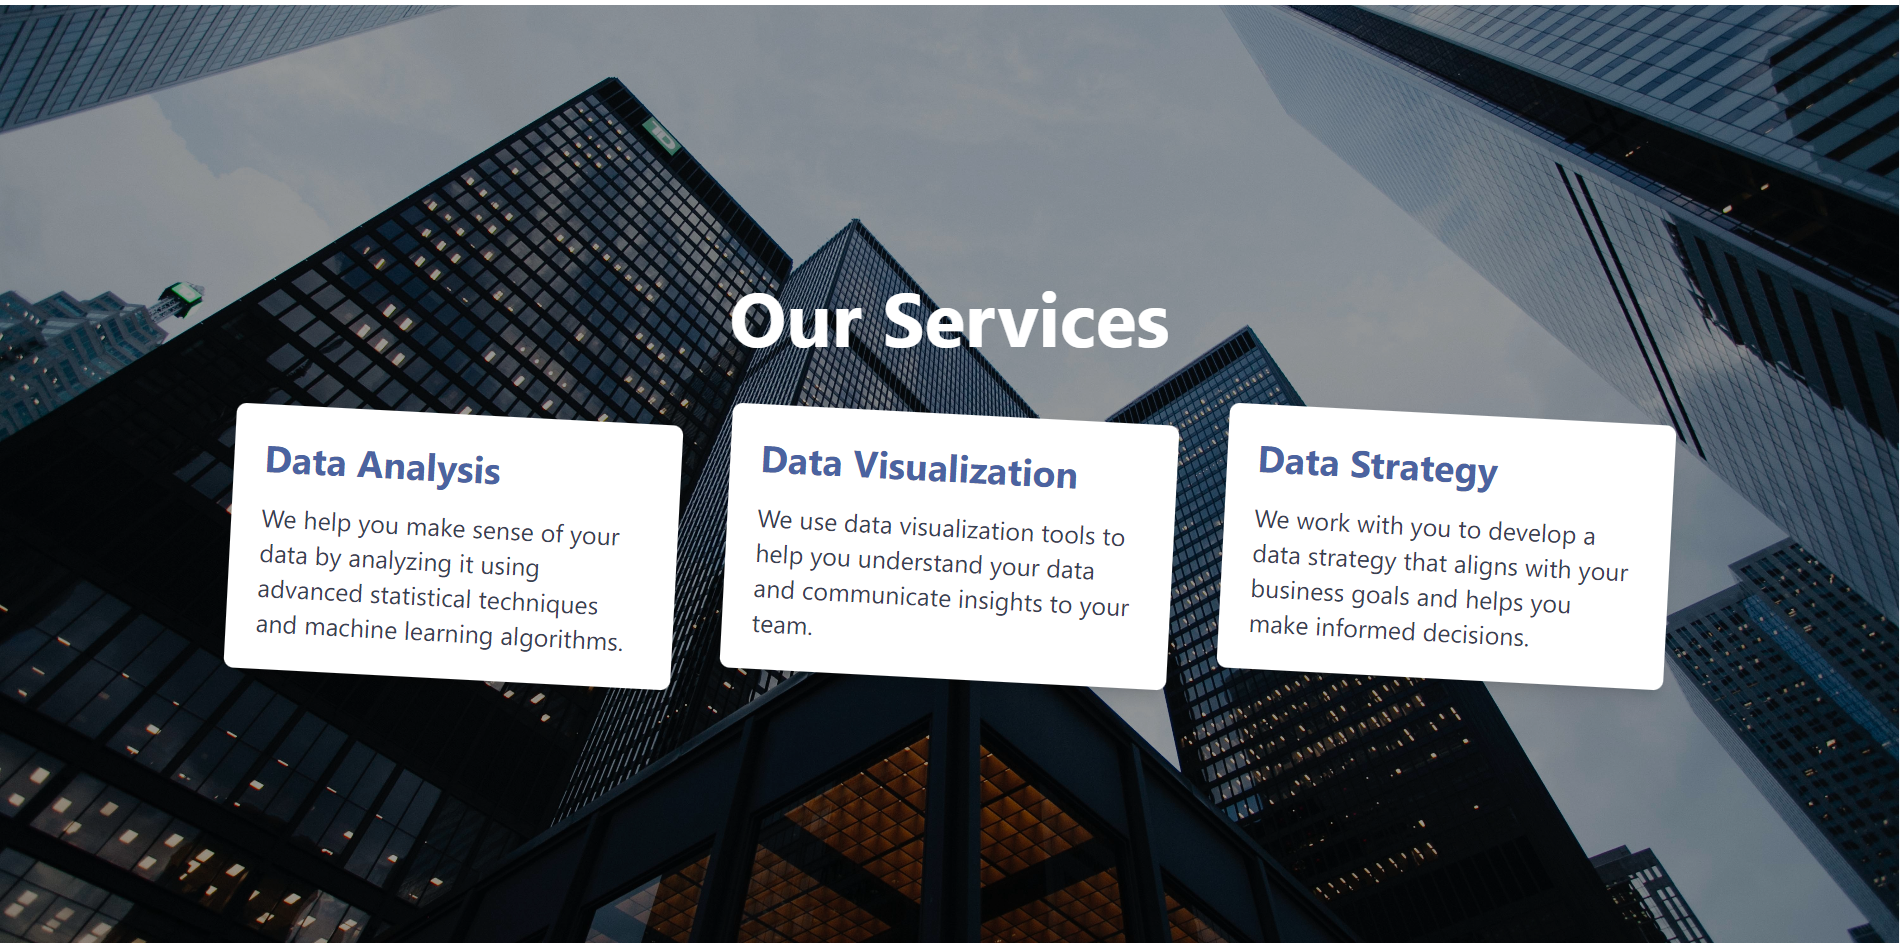 TD
Our Services
Data Analysis
We help you make sense of your
data by analyzing it using
advanced statistical techniques
and machine learning algorithms.
Data Visualization
We use data visualization tools to
help you understand your data
and communicate insights to your
team.
Data Strategy
We work with you to develop a
data strategy that aligns with your
business goals and helps you
make informed decisions.